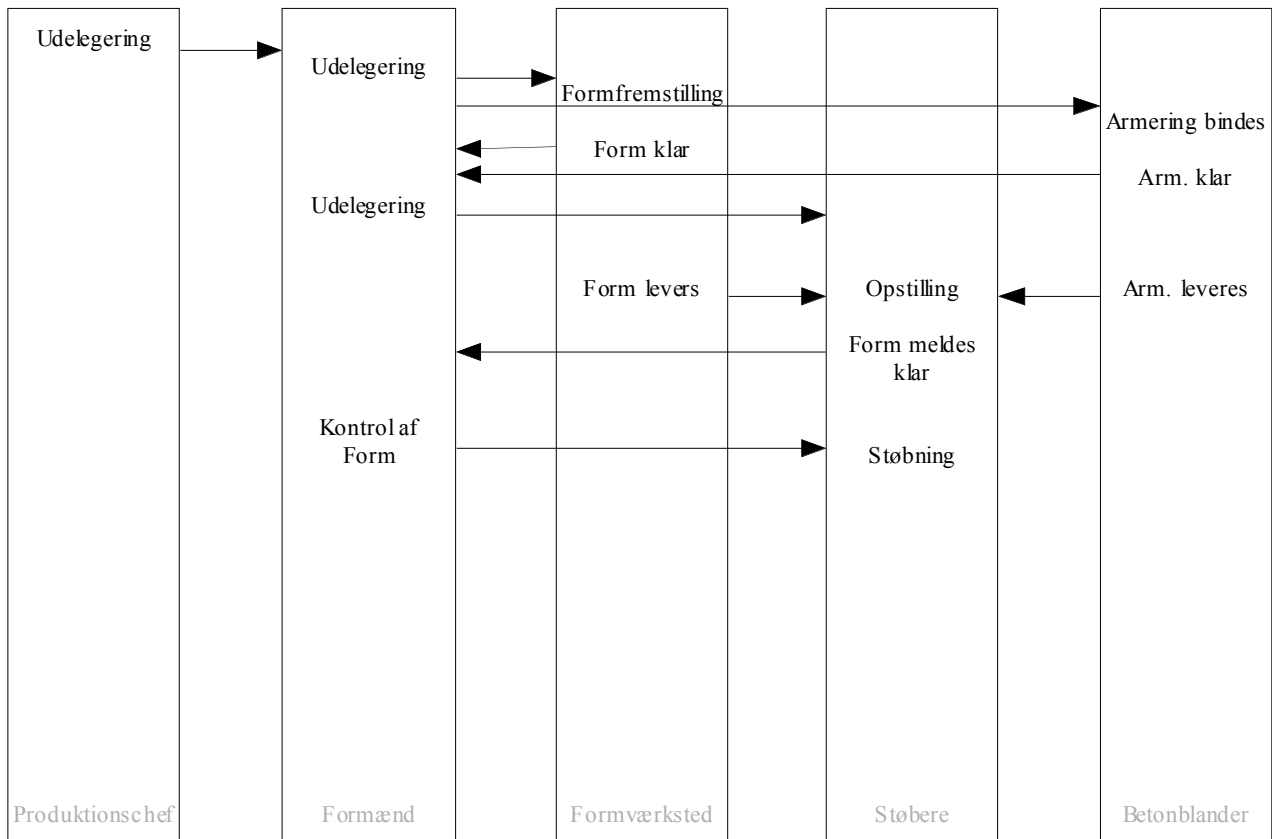 Udelegering
Udelegering
Formfremstilling
Armering bindes
Form klar
Arm. klar
Udelegering
Form levers
Opstilling
Arm. leveres
Form meldes
klar
Kontrol af
Form
Støbning
Produktionschef
Formænd
Formværksted
Støbere
Betonblander